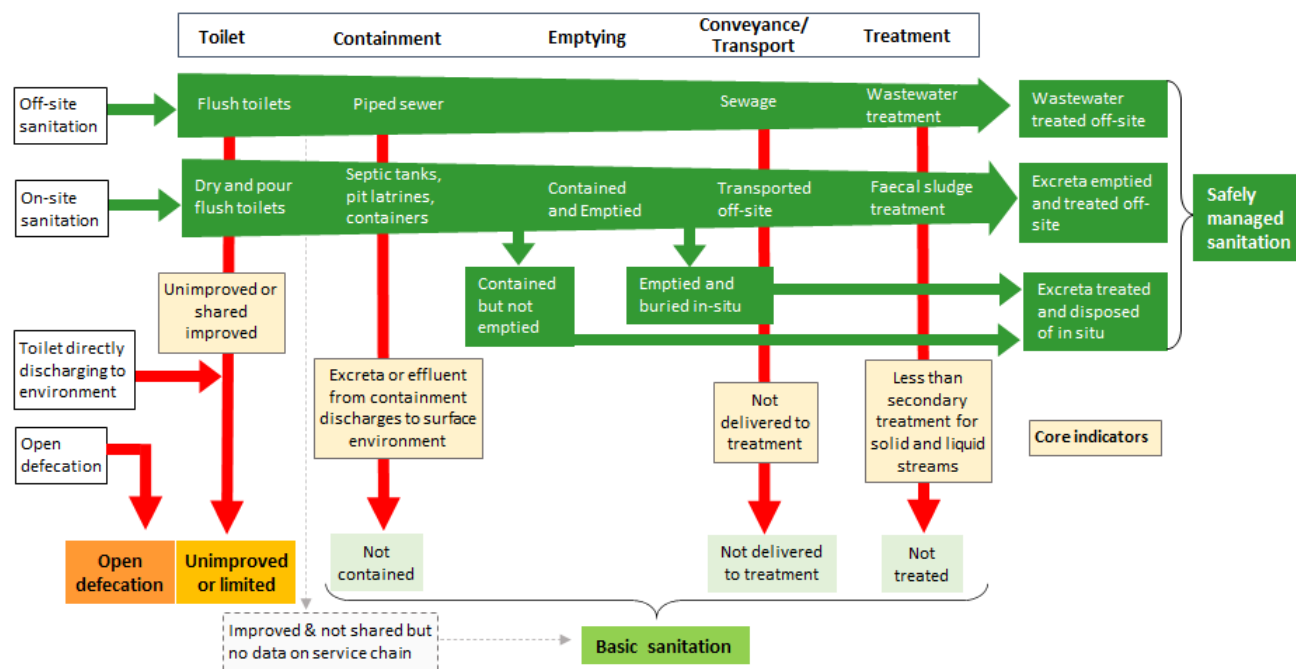 Toilet
Containment
Emptying
Conveyance/
Transport
Treatment
Off-site
sanitation
Flush toilets
Piped sewer
Sewage
Wastewater
treatment
Wastewater
treated off-site
On-site
sanitation
Dry and pour
flush toilets
Septic tanks,
pit latrines,
containers
Contained
and Emptied
Transported
off-site
Faecal sludge
treatment
Excreta emptied
and treated off-
site
Safely
managed
sanitation
Contained
but not
emptied
Emptied and
buried in-situ
Excreta treated
and disposed
of in situ
Unimproved or
shared
improved
Toilet directly
discharging to
environment
Excreta or effluent
from containment
discharges to surface
environment
Not
delivered to
treatment
Less than
secondary
treatment for
solid and liquid
streams
Core indicators
Open
defecation
Open
defecation
Unimproved
or limited
Not
contained
Not delivered
to treatment
Not
treated
Improved & not shared but
no data on service chain
Basic sanitation